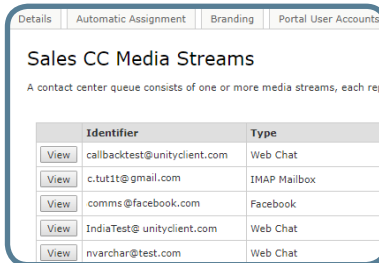 Details Automatic Assignment Branding Portal User Accounts
Sales CC Media Streams
A contact center queue consists of one or more media streams, each
Identifier Type
View callbacktest@unityclient.com Web Chat
View c.tut1t@gmail.com IMAP Mailbox
View comms@facebook.com Facebook
View IndiaTest@ unityclient.com Web Chat
View nvarchar@test.com Web Chat